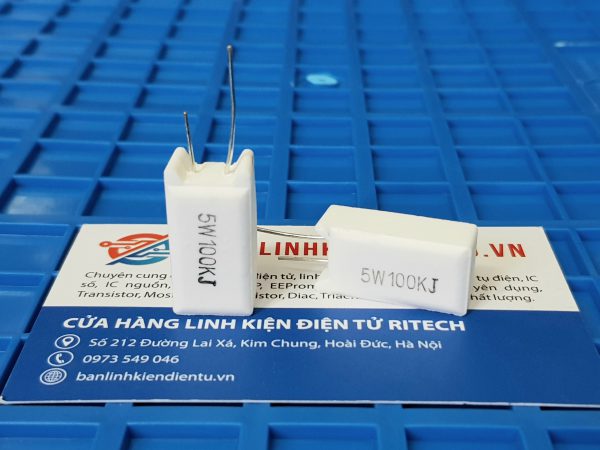 5W100KJ
5W100KJ
LINHK .VN
Chuyên cung điện tử, linh tụ điện, IC
số, IC nguồn, P, EEProm yên dụng,
Transistor, Mos istor, Diac, Triac hất lượng.
CỬA HÀNG LINH KIỆN ĐIỆN TỬ RITECH
Số 212 Đường Lai Xá, Kim Chung, Hoài Đức, Hà Nội
0973 549 046
banlinhkiendientu.vn